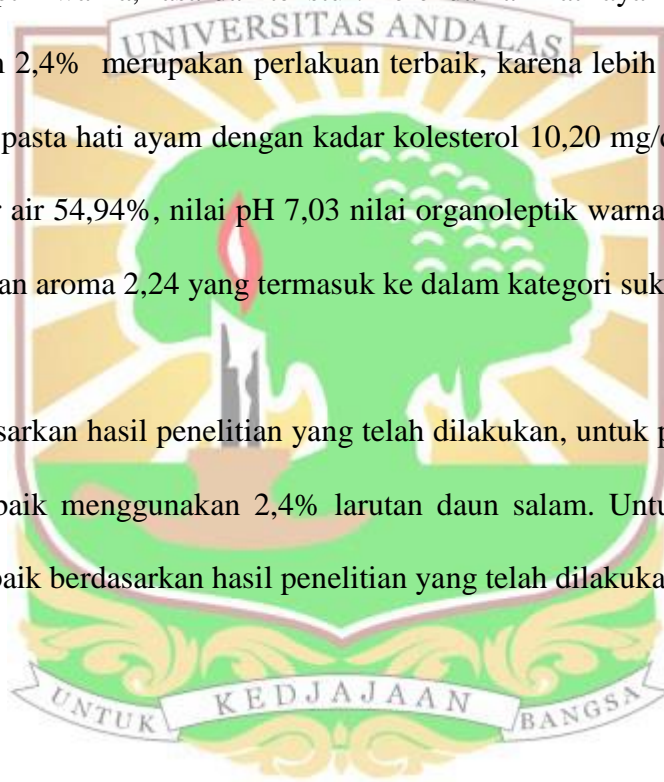 UNIVERSITAS ANDALAS
2,4% merupakan perlakuan terbaik, karena lebih
pasta hati ayam dengan kadar kolesterol 10,20 mg/
air 54,94%, nilai pH 7,03 nilai organoleptik warna
an aroma 2,24 yang termasuk ke dalam kategori suk
sarkan hasil penelitian yang telah dilakukan, untuk p
baik menggunakan 2,4% larutan daun salam. Untu
baik berdasarkan hasil penelitian yang telah dilakuka
UNTUK KEDJAJAAN BANGSA